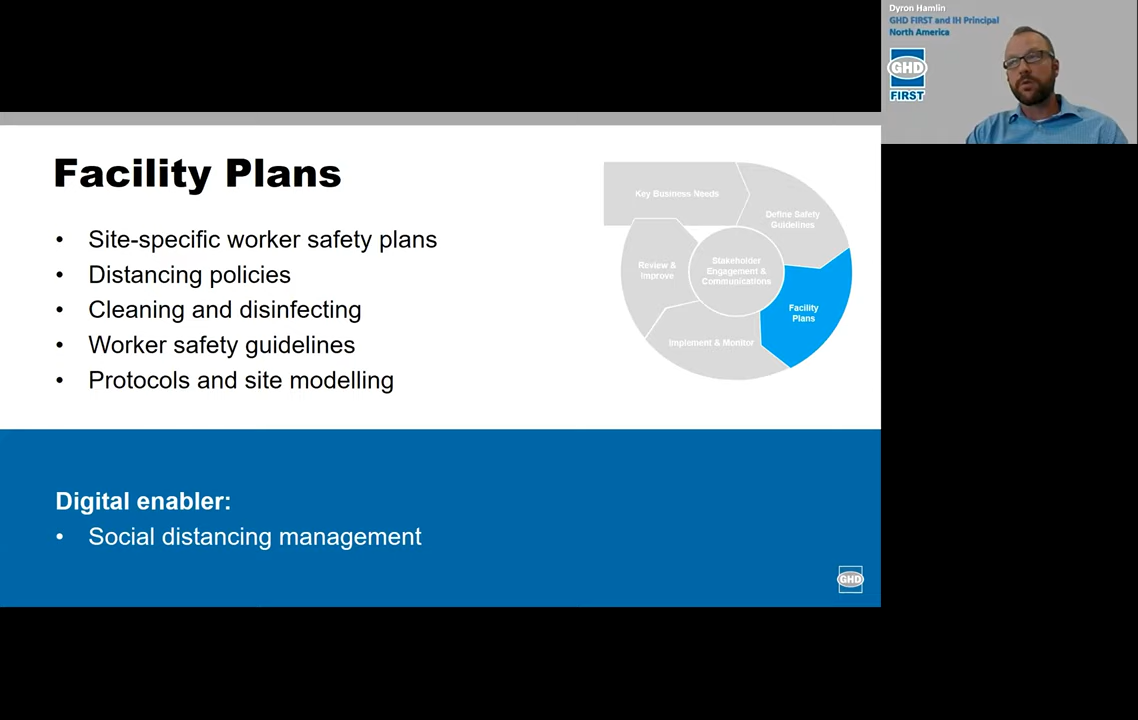 Dyron Hamlin
GHD FIRST and IH Principal
North America
GHD
FIRST
Facility Plans
• Site-specific worker safety plans
• Distancing policies
• Cleaning and disinfecting
• Worker safety guidelines
• Protocols and site modelling
Key Business Needs
Define Safety
Guidelines
Stakeholder
Engagement &
Communications
Review &
Improve
Facility
Plans
Implement & Monitor
Digital enabler:
• Social distancing management
GHD